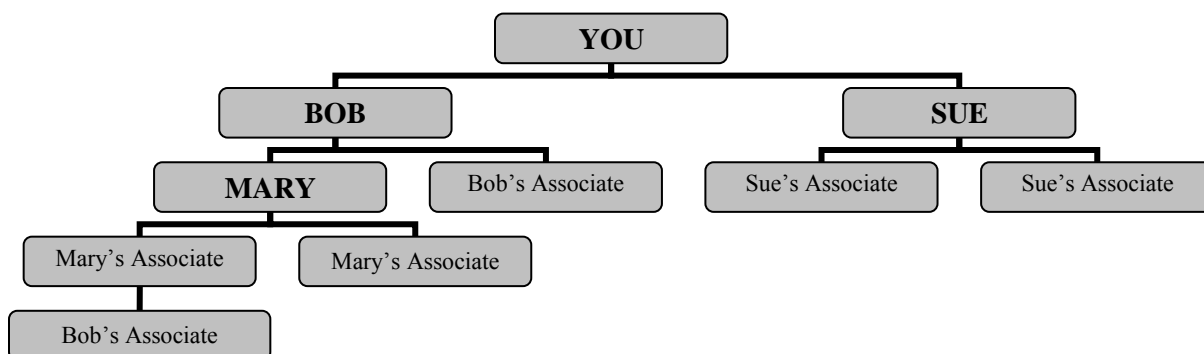 YOU
BOB
SUE
MARY
Bob’s Associate
Sue’s Associate
Sue’s Associate
Mary’s Associate
Mary’s Associate
Bob’s Associate